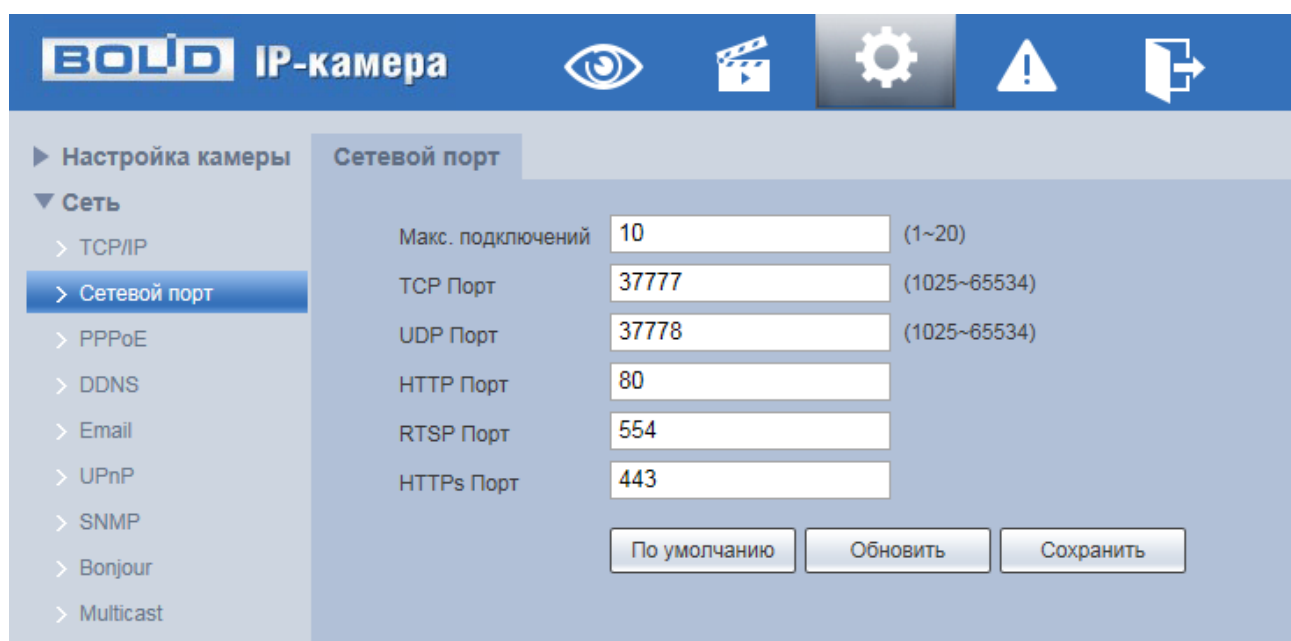 BOLID IP-камера
Настройка камеры
Сеть
TCP/IP
Сетевой порт
PPPoE
DDNS
Email
UPnP
SNMP
Bonjour
Multicast
Сетевой порт
Макс. подключений 10 (1~20)
TCP Порт 37777 (1025~65534)
UDP Порт 37778 (1025~65534)
HTTP Порт 80
RTSP Порт 554
HTTPs Порт 443
По умолчанию Обновить Сохранить